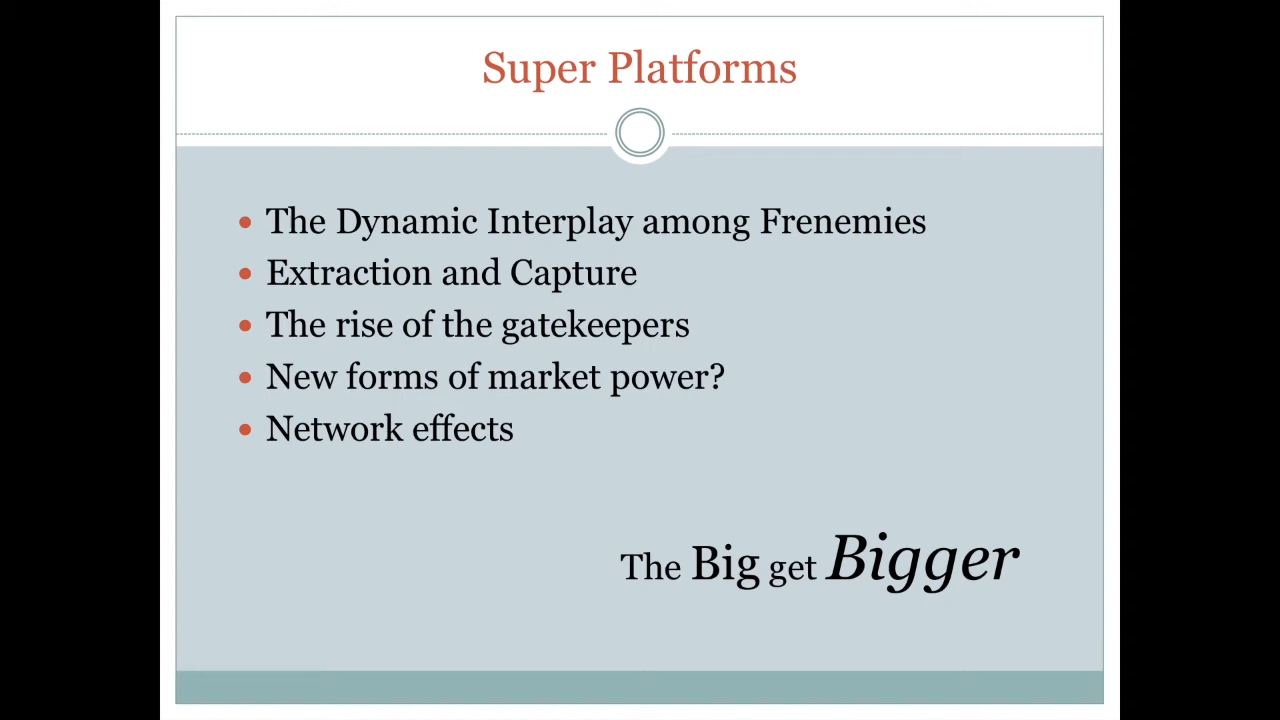 Super Platforms
The Dynamic Interplay among Frenemies
Extraction and Capture
The rise of the gatekeepers
New forms of market power?
Network effects
The Big get Bigger